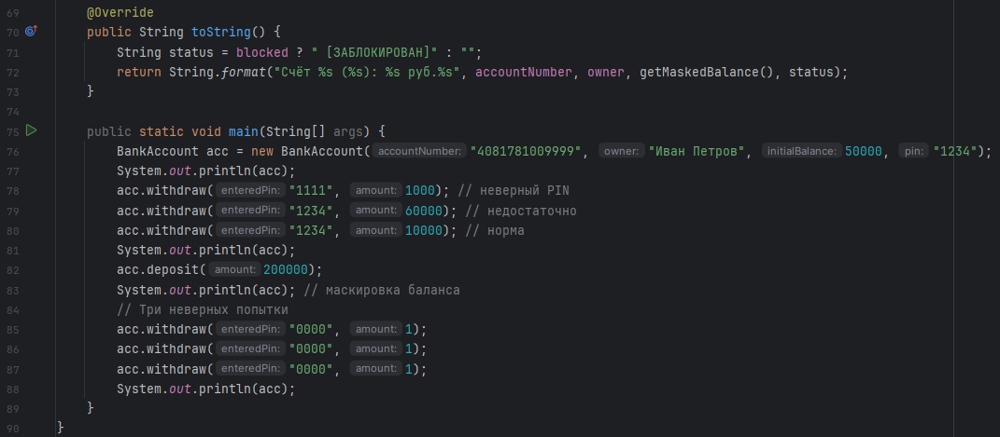 69 @Override
70 public String toString() {
71 String status = blocked ? " [ЗАБЛОКИРОВАН]" : "";
72 return String.format("Счёт %s (%s): %s руб.%s", accountNumber, owner, getMaskedBalance(), status);
73 }
74
75 public static void main(String[] args) {
76 BankAccount acc = new BankAccount( accountNumber: "4081781009999", owner: "Иван Петров", initialBalance: 50000, pin: "1234");
77 System.out.println(acc);
78 acc.withdraw( enteredPin: "1111", amount: 1000); // неверный PIN
79 acc.withdraw( enteredPin: "1234", amount: 60000); // недостаточно
80 acc.withdraw( enteredPin: "1234", amount: 10000); // норма
81 System.out.println(acc);
82 acc.deposit( amount: 200000);
83 System.out.println(acc); // маскировка баланса
84 // Три неверных попытки
85 acc.withdraw( enteredPin: "0000", amount: 1);
86 acc.withdraw( enteredPin: "0000", amount: 1);
87 acc.withdraw( enteredPin: "0000", amount: 1);
88 System.out.println(acc);
89 }
90 }